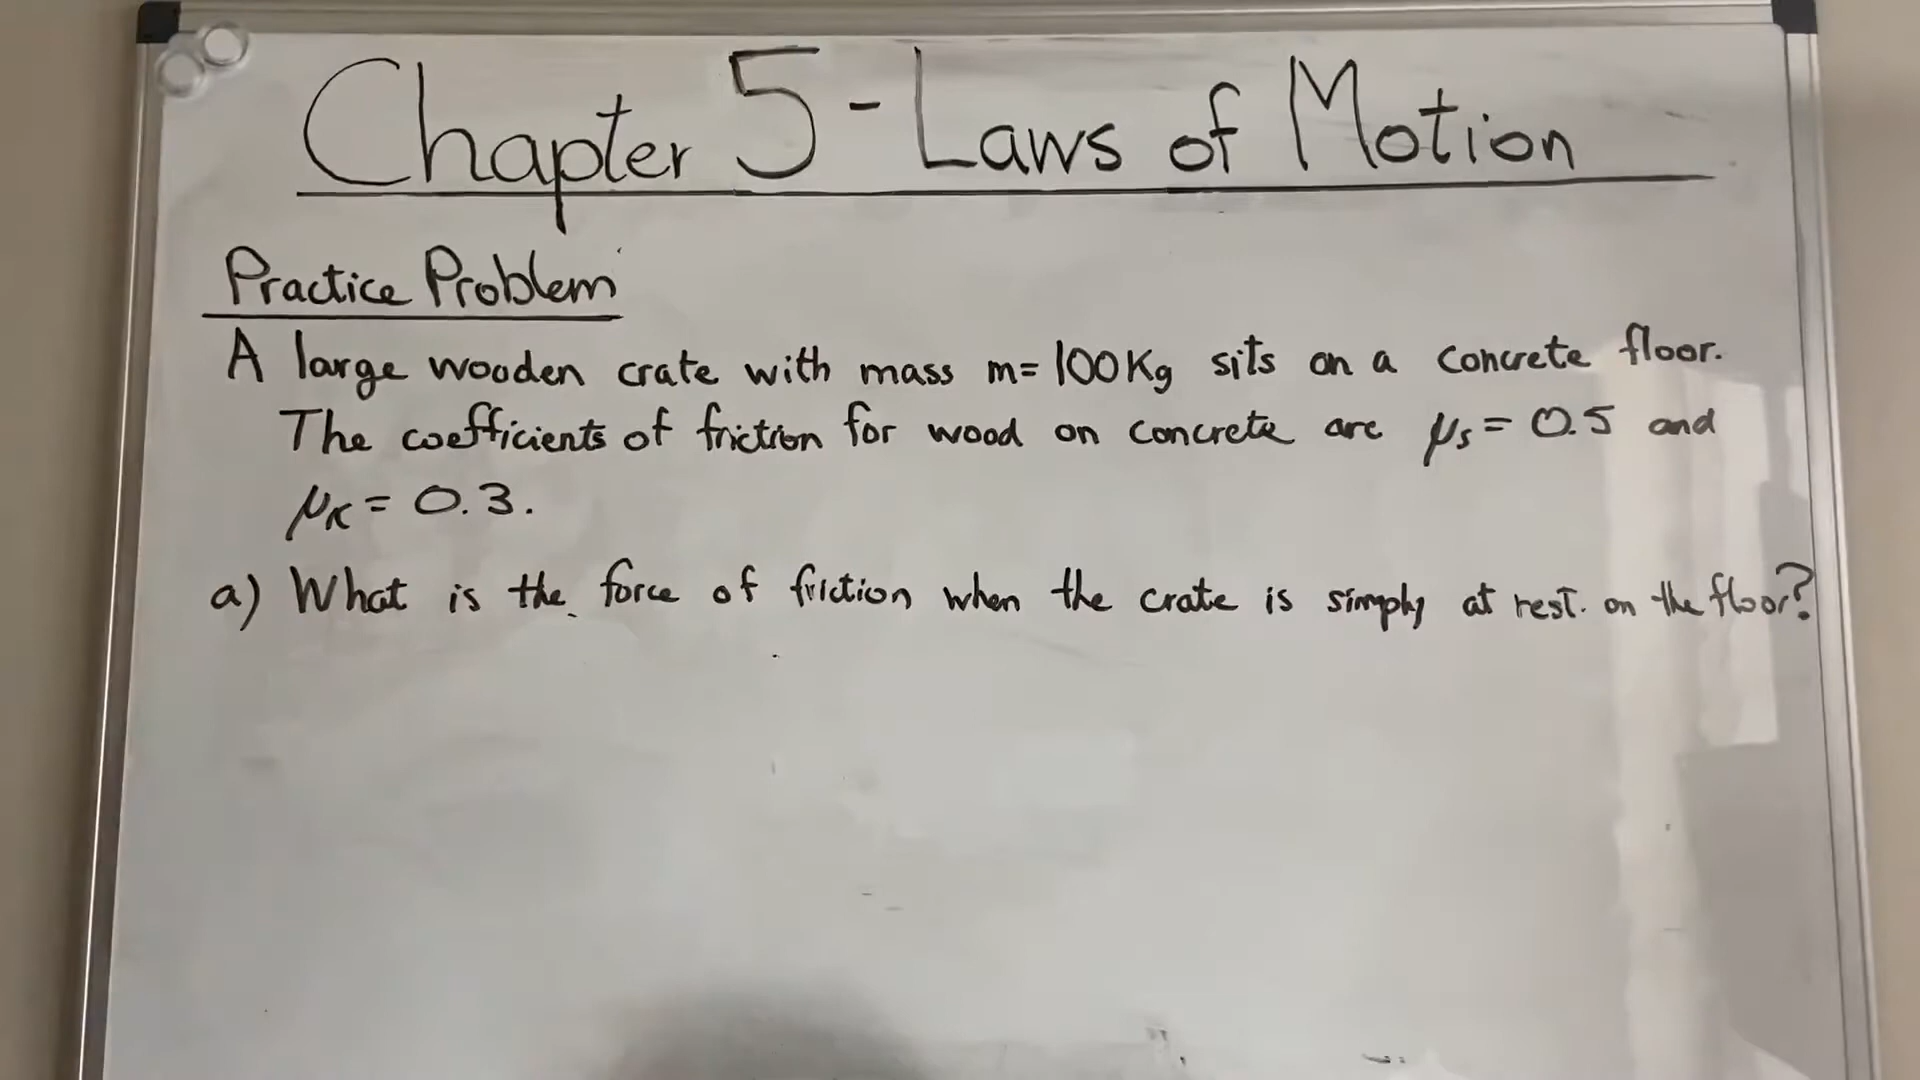 Chapter 5 - Laws of Motion
Practice Problem
A large wooden crate with mass m = 100 Kg sits on a concrete floor.
The coefficients of friction for wood on concrete are μs = 0.5 and
μK = 0.3.
a) What is the force of friction when the crate is simply at rest. on the floor?